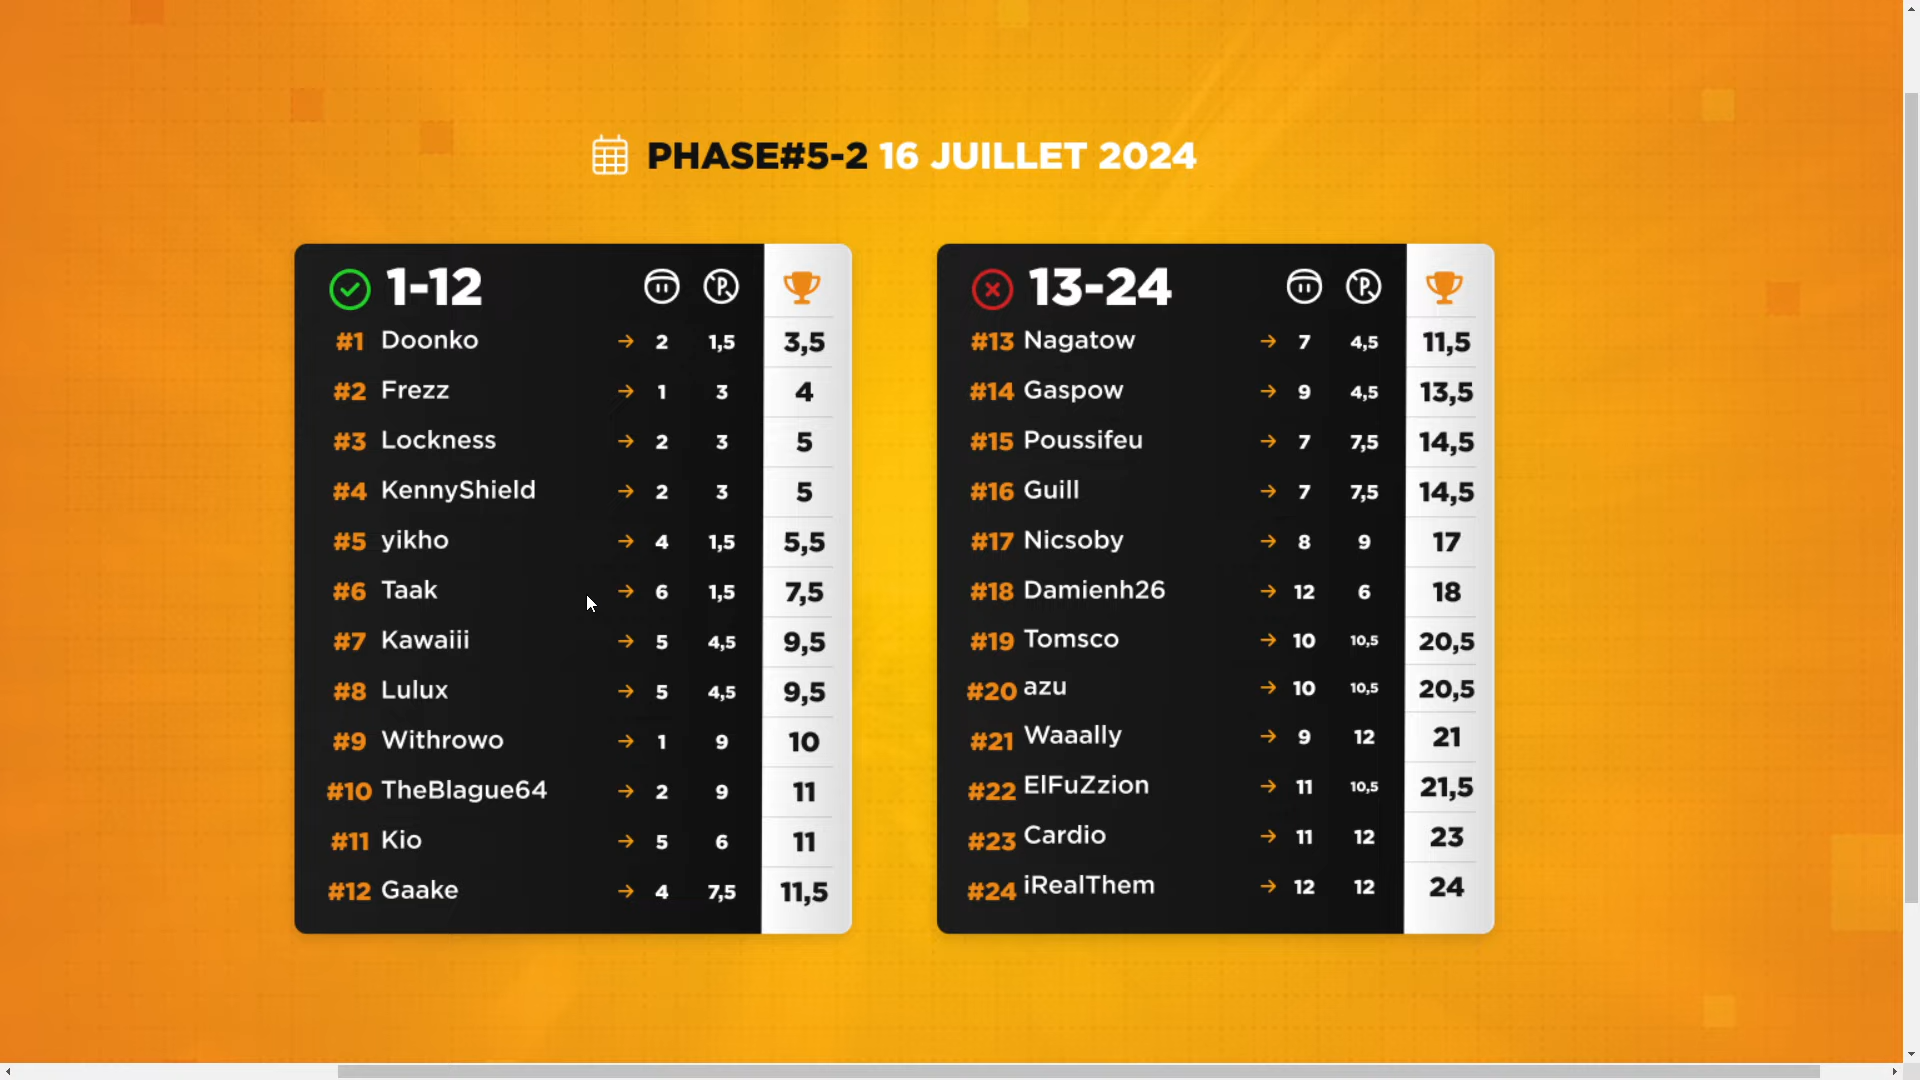 PHASE#5-2 16 JUILLET 2024
1-12
#1 Doonko → 2 1,5 3,5
#2 Frezz → 1 3 4
#3 Lockness → 2 3 5
#4 KennyShield → 2 3 5
#5 yikho → 4 1,5 5,5
#6 Taak → 6 1,5 7,5
#7 Kawaiii → 5 4,5 9,5
#8 Lulux → 5 4,5 9,5
#9 Withrowo → 1 9 10
#10 TheBlague64 → 2 9 11
#11 Kio → 5 6 11
#12 Gaake → 4 7,5 11,5
13-24
#13 Nagatow → 7 4,5 11,5
#14 Gaspow → 9 4,5 13,5
#15 Poussifeu → 7 7,5 14,5
#16 Guill → 7 7,5 14,5
#17 Nicsoby → 8 9 17
#18 Damienh26 → 12 6 18
#19 Tomsco → 10 10,5 20,5
#20 azu → 10 10,5 20,5
#21 Waaally → 9 12 21
#22 ElFuZzion → 11 10,5 21,5
#23 Cardio → 11 12 23
#24 iRealThem → 12 12 24